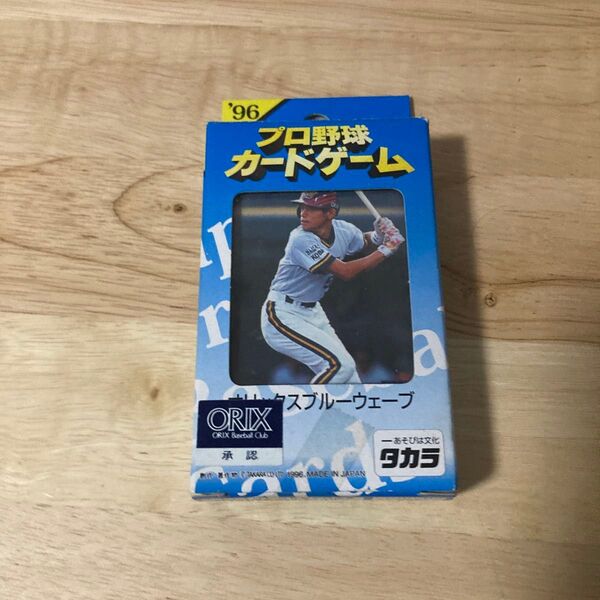 '96
プロ野球
カードゲーム
オリックスブルーウェーブ
ORIX
ORIX Baseball Club
承認
ーあそびは文化
タカラ
1996, MADE IN JAPAN